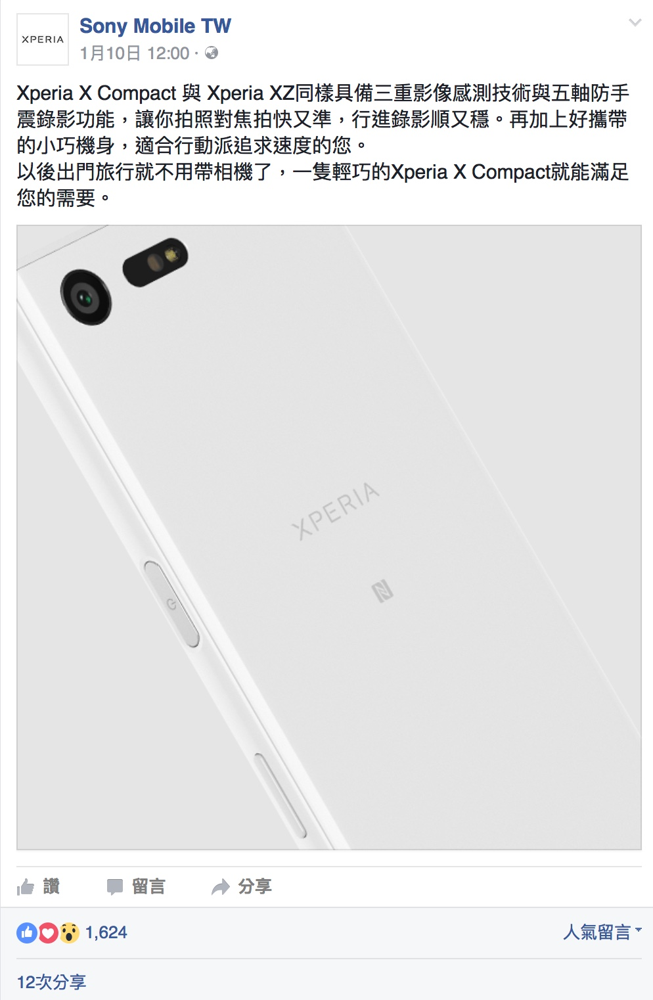 XPERIA
Sony Mobile TW
1月10日 12:00 ·
Xperia X Compact 與 Xperia XZ同樣具備三重影像感測技術與五軸防手
震錄影功能，讓你拍照對焦拍快又準，行進錄影順又穩。再加上好攜帶
的小巧機身，適合行動派追求速度的您。
以後出門旅行就不用帶相機了，一隻輕巧的Xperia X Compact就能滿足
您的需要。
XPERIA
讚 留言 分享
1,624 人氣留言
12次分享